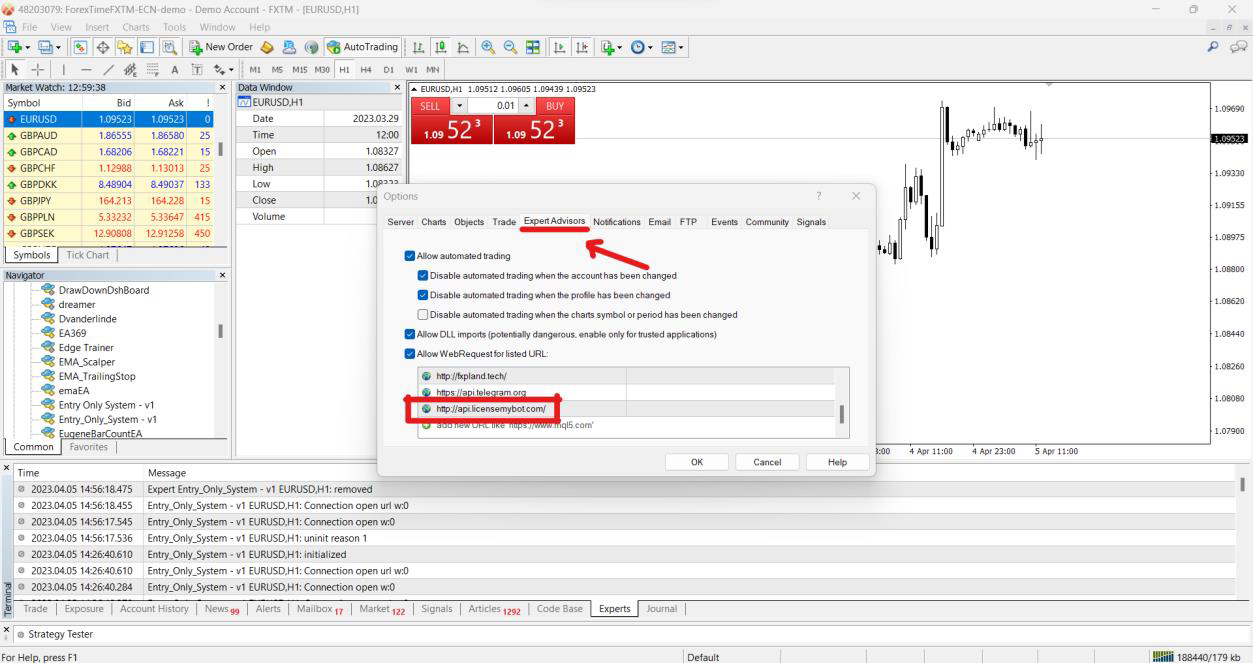 48203079: ForexTimeFXTM-ECN-demo - Demo Account - FXTM - [EURUSD,H1]
File View Insert Charts Tools Window Help
New Order AutoTrading
A T M1 M5 M15 M30 H1 H4 D1 W1 MN
Market Watch: 12:59:38
Symbol Bid Ask !
EURUSD 1.09523 1.09523 0
GBPAUD 1.86555 1.86580 25
GBPCAD 1.68206 1.68221 15
GBPCHF 1.12988 1.13013 25
GBPDKK 8.48904 8.49037 133
GBPJPY 164.213 164.228 15
GBPPLN 5.33232 5.33647 415
GBPSEK 12.90808 12.91258 450
Symbols Tick Chart
Data Window
EURUSD,H1
Date 2023.03.29
Time 12:00
Open 1.08327
High 1.08627
Low
Close
Volume
EURUSD,H1 1.09512 1.09605 1.09439 1.09523
SELL 0.01 BUY
1.09 52 3 1.09 52 3
1.09690
1.09523
1.09330
1.09155
1.08975
1.08800
1.08620
1.08440
1.08260
1.08080
1.07900
4 Apr 11:00 4 Apr 23:00 5 Apr 11:00
Navigator
DrawDownDshBoard
dreamer
Dvanderlinde
EA369
Edge Trainer
EMA_Scalper
EMA_TrailingStop
emaEA
Entry Only System - v1
Entry_Only_System - v1
EugeneBarCountEA
Common Favorites
Options ?
Server Charts Objects Trade Expert Advisors Notifications Email FTP Events Community Signals
Allow automated trading
Disable automated trading when the account has been changed
Disable automated trading when the profile has been changed
Disable automated trading when the charts symbol or period has been changed
Allow DLL imports (potentially dangerous, enable only for trusted applications)
Allow WebRequest for listed URL:
http://fxpland.tech/
https://api.telegram.org
http://api.licensemybot.com/
add new URL like 'https://www.mql5.com'
OK Cancel Help
Time Message
2023.04.05 14:56:18.475 Expert Entry_Only_System - v1 EURUSD,H1: removed
2023.04.05 14:56:18.455 Entry_Only_System - v1 EURUSD,H1: Connection open url w:0
2023.04.05 14:56:17.545 Entry_Only_System - v1 EURUSD,H1: Connection open w:0
2023.04.05 14:56:17.536 Entry_Only_System - v1 EURUSD,H1: uninit reason 1
2023.04.05 14:26:40.610 Entry_Only_System - v1 EURUSD,H1: initialized
2023.04.05 14:26:40.610 Entry_Only_System - v1 EURUSD,H1: Connection open url w:0
2023.04.05 14:26:40.284 Entry_Only_System - v1 EURUSD,H1: Connection open w:0
Terminal
Trade Exposure Account History News 99 Alerts Mailbox 17 Market 122 Signals Articles 1292 Code Base Experts Journal
Strategy Tester
For Help, press F1 Default 188440/179 kb